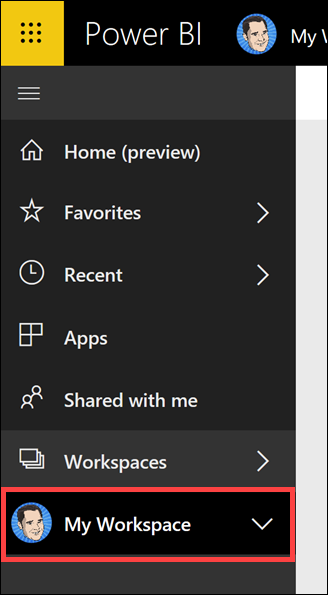 Power BI My
Home (preview)
Favorites
Recent
Apps
Shared with me
Workspaces
My Workspace